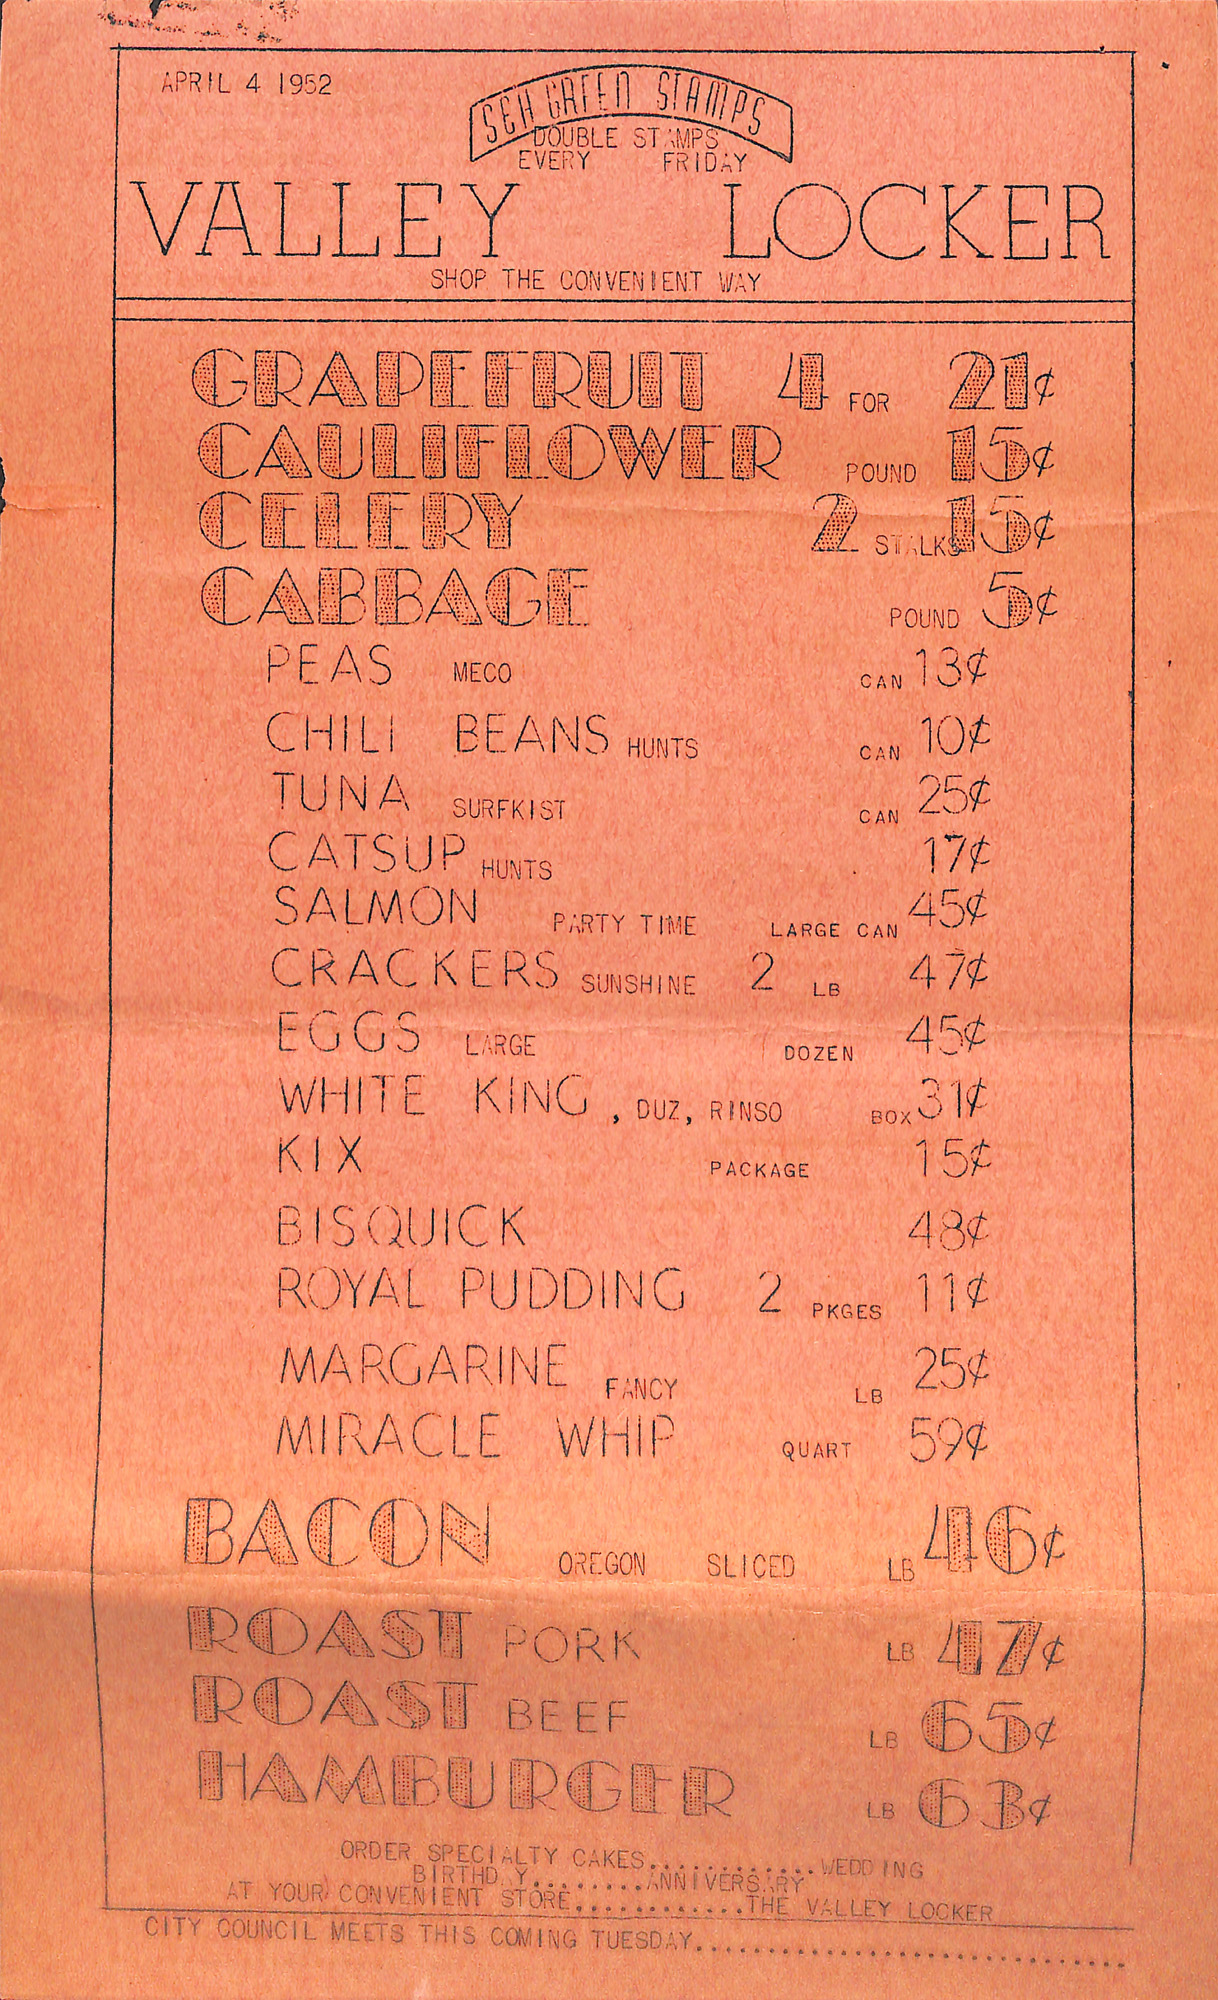 APRIL 4 1952
S&H GREEN STAMPS
DOUBLE STAMPS
EVERY FRIDAY
VALLEY LOCKER
SHOP THE CONVENIENT WAY
GRAPEFRUIT 4 FOR 21¢
CAULIFLOWER POUND 15¢
CELERY 2 STALKS 15¢
CABBAGE POUND 5¢
PEAS MECO CAN 13¢
CHILI BEANS HUNTS CAN 10¢
TUNA SURFKIST CAN 25¢
CATSUP HUNTS 17¢
SALMON PARTY TIME LARGE CAN 45¢
CRACKERS SUNSHINE 2 LB 47¢
EGGS LARGE DOZEN 45¢
WHITE KING , DUZ, RINSO BOX 31¢
KIX PACKAGE 15¢
BISQUICK 48¢
ROYAL PUDDING 2 PKGES 11¢
MARGARINE FANCY LB 25¢
MIRACLE WHIP QUART 59¢
BACON OREGON SLICED LB 46¢
ROAST PORK LB 47¢
ROAST BEEF LB 65¢
HAMBURGER LB 63¢
ORDER SPECIALTY CAKES............WEDDING
BIRTHDAY........ANNIVERSARY
AT YOUR CONVENIENT STORE............THE VALLEY LOCKER
CITY COUNCIL MEETS THIS COMING TUESDAY..............................